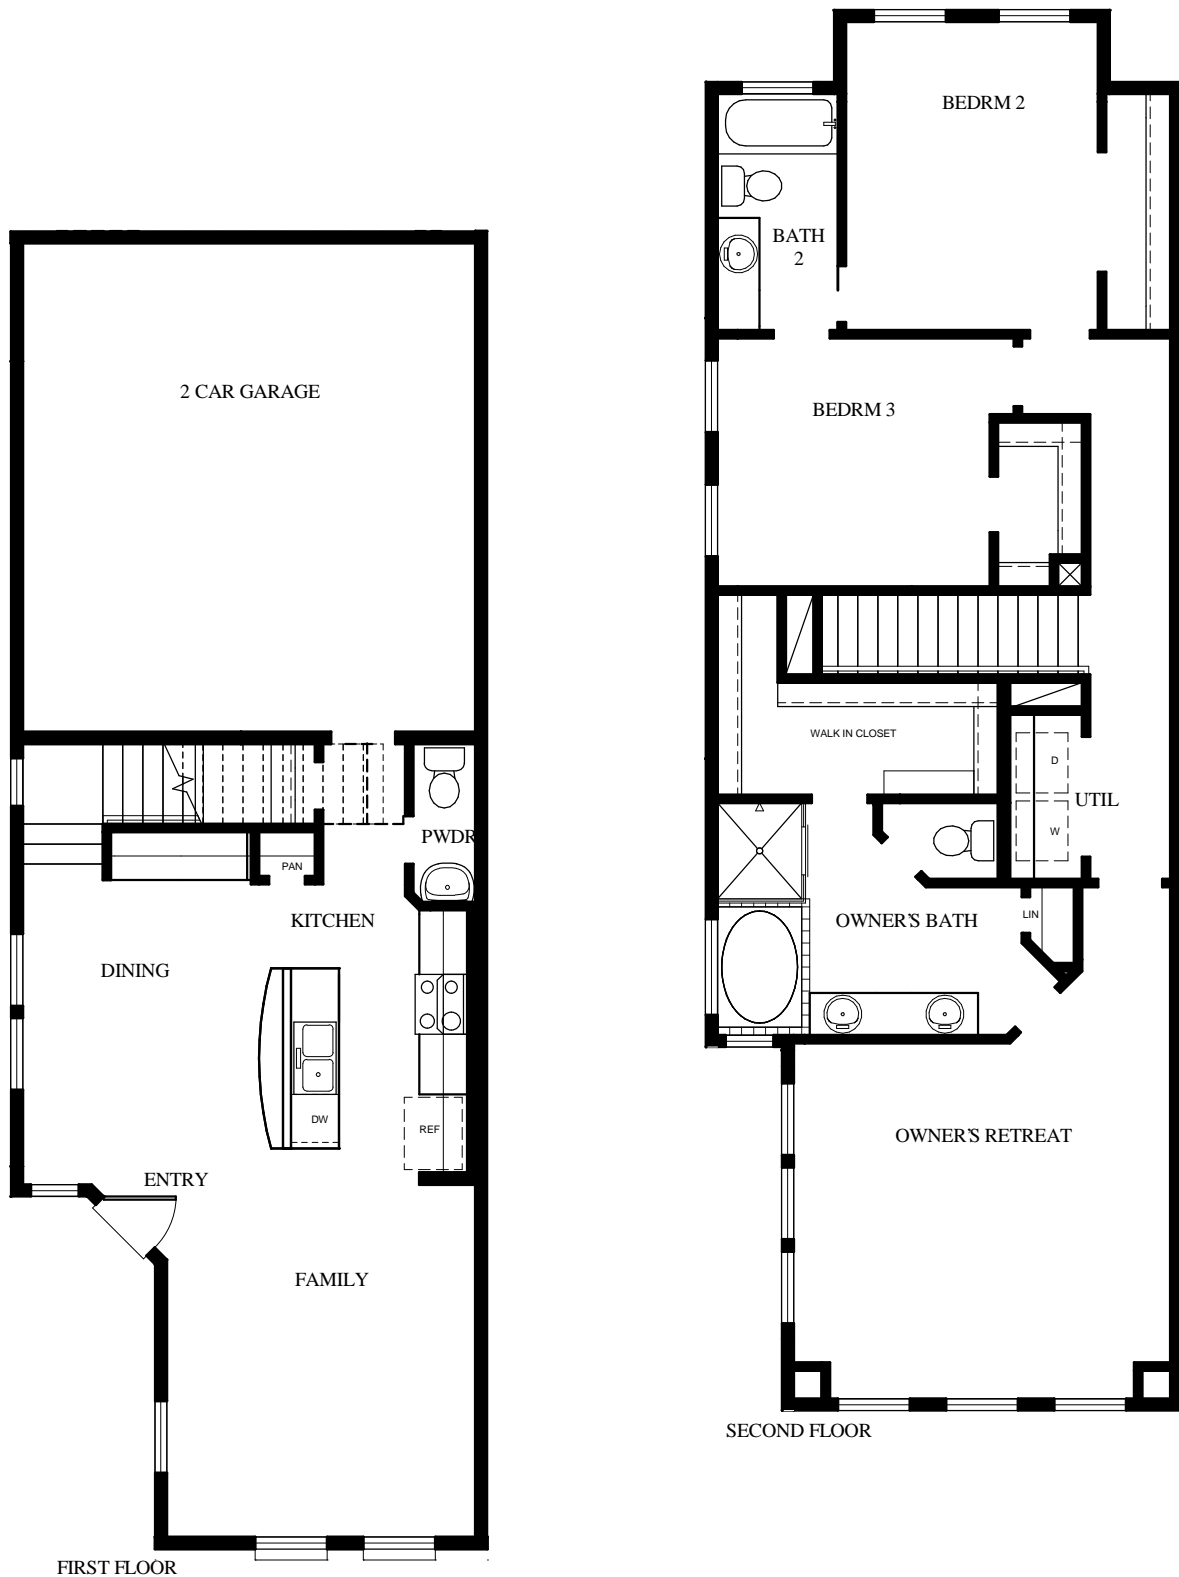 2 CAR GARAGE
PWDR
PAN
KITCHEN
DINING
DW
REF
ENTRY
FAMILY
FIRST FLOOR
BEDRM 2
BATH
2
BEDRM 3
WALK IN CLOSET
D
UTIL
W
LIN
OWNER'S BATH
OWNER'S RETREAT
SECOND FLOOR